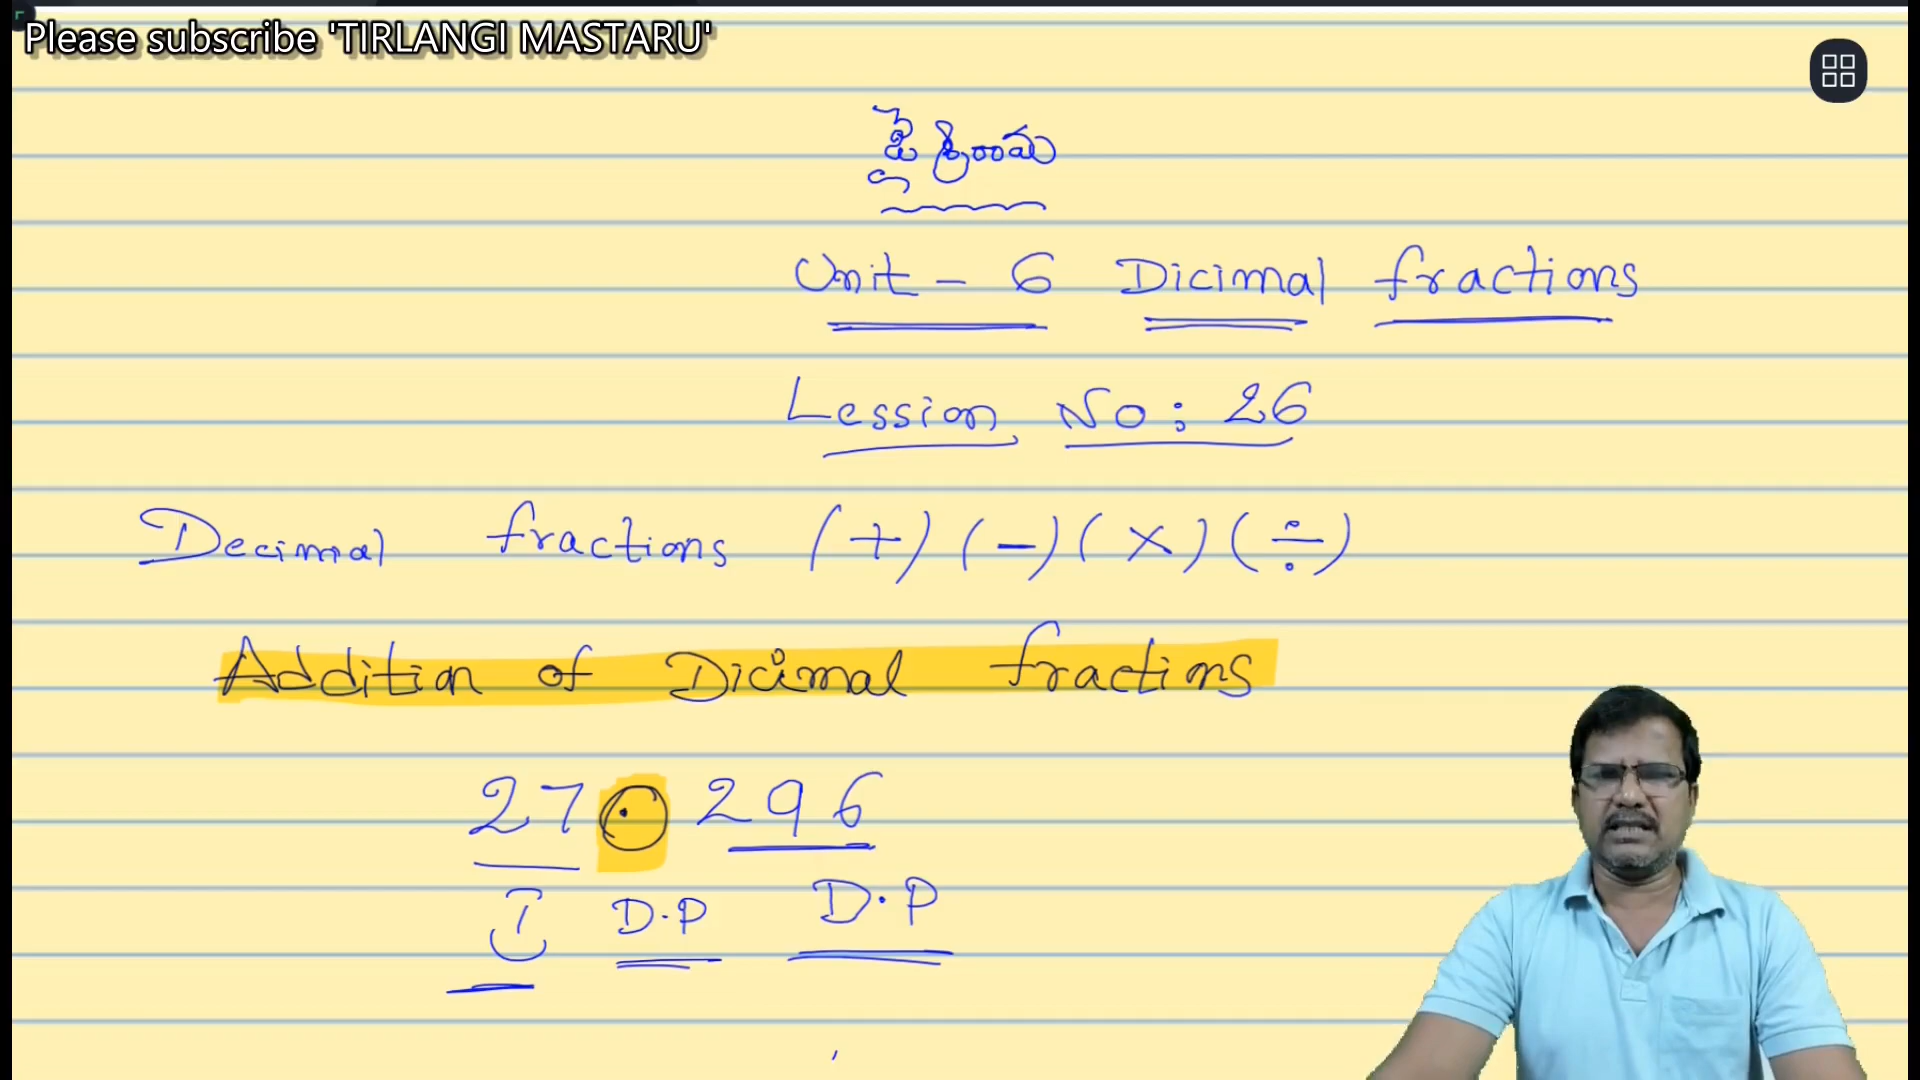 Please subscribe 'TIRLANGI MASTARU'
జై శ్రీరామ
Unit - 6 Dicimal fractions
Lession No: 26
Decimal fractions (+) (-) (×) (÷)
Addition of Dicimal fractions
27.296
I D.P D.P